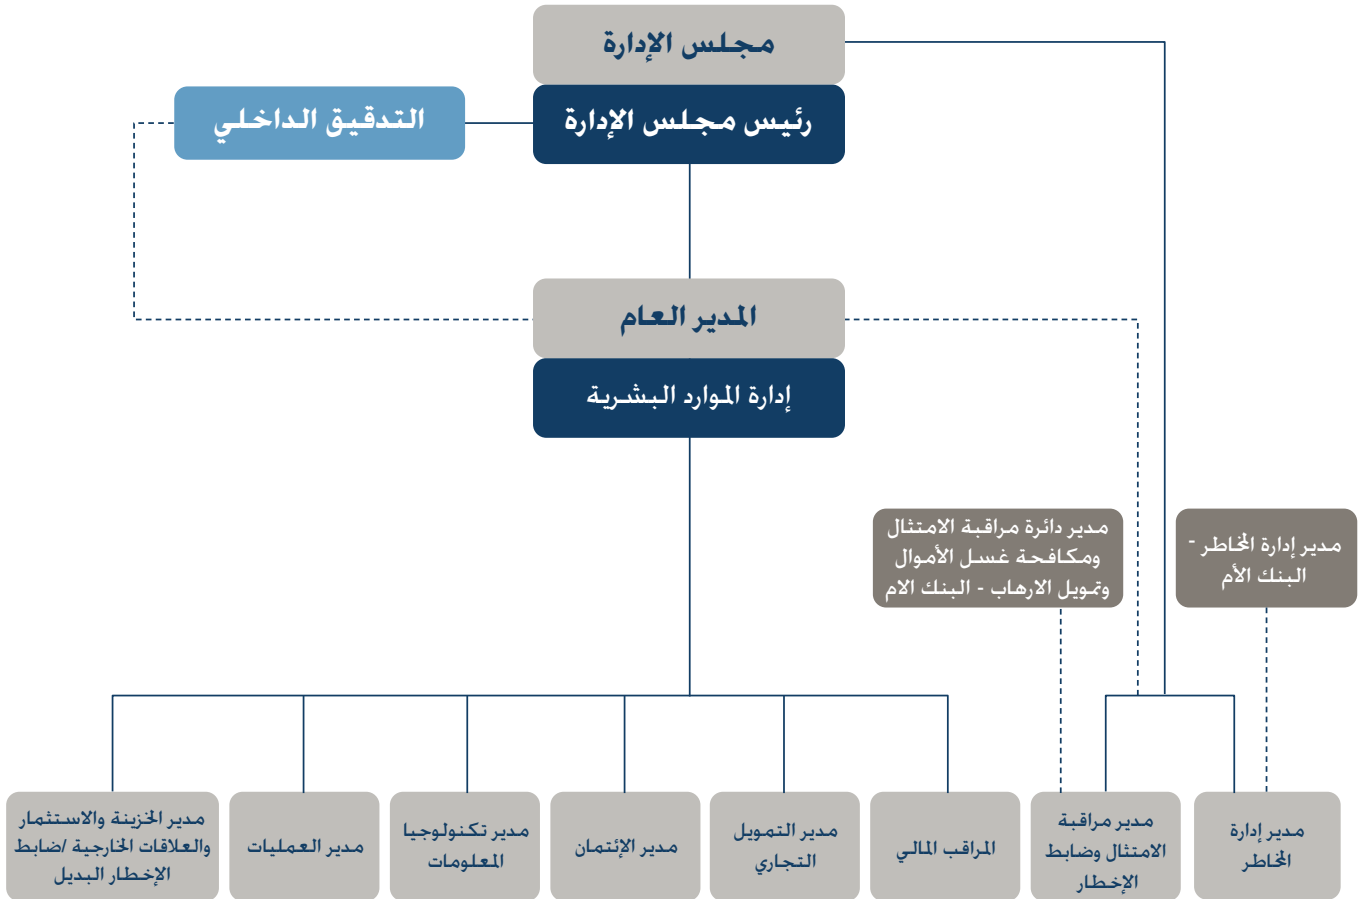 مجلس الإدارة
رئيس مجلس الإدارة
التدقيق الداخلي
المدير العام
إدارة الموارد البشرية
مدير إدارة المخاطر -
البنك الأم
مدير دائرة مراقبة الامتثال
ومكافحة غسل الأموال
وتمويل الارهاب - البنك الام
مدير إدارة
المخاطر
مدير مراقبة
الامتثال وضابط
الإخطار
المراقب المالي
مدير التمويل
التجاري
مدير الإئتمان
مدير تكنولوجيا
المعلومات
مدير العمليات
مدير الخزينة والاستثمار
والعلاقات الخارجية /ضابط
الإخطار البديل